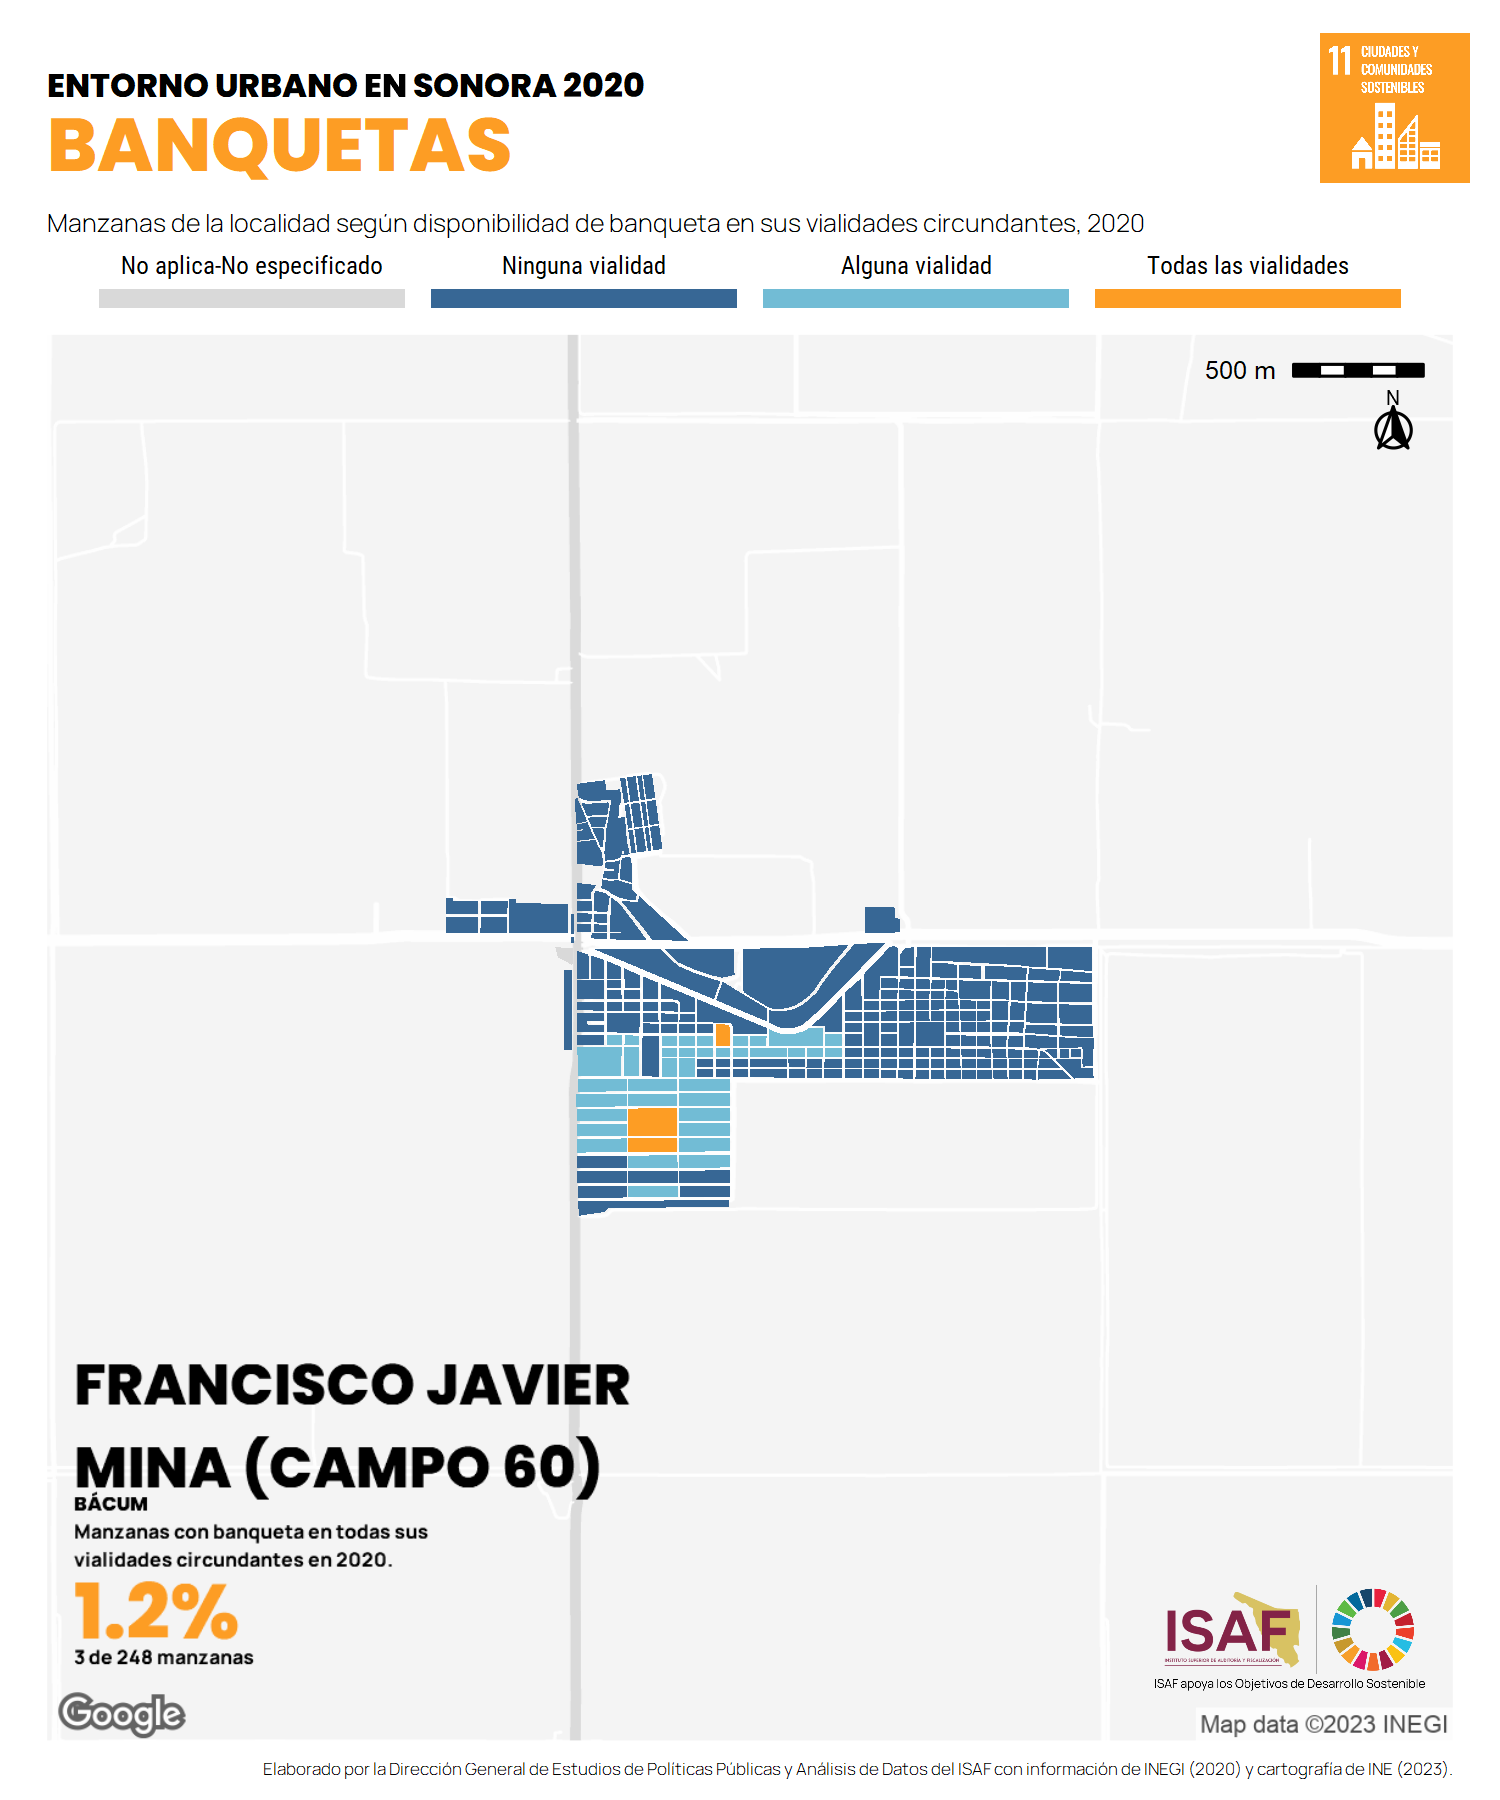 ENTORNO URBANO EN SONORA 2020
BANQUETAS
11 CIUDADES Y
COMUNIDADES
SOSTENIBLES
Manzanas de la localidad según disponibilidad de banqueta en sus vialidades circundantes, 2020
No aplica-No especificado Ninguna vialidad Alguna vialidad Todas las vialidades
500 m
N
FRANCISCO JAVIER
MINA (CAMPO 60)
BÁCUM
Manzanas con banqueta en todas sus
vialidades circundantes en 2020.
1.2%
3 de 248 manzanas
Google
ISAF
INSTITUTO SUPERIOR DE AUDITORÍA Y FISCALIZACIÓN
ISAF apoya los Objetivos de Desarrollo Sostenible
Map data ©2023 INEGI
Elaborado por la Dirección General de Estudios de Políticas Públicas y Análisis de Datos del ISAF con información de INEGI (2020) y cartografía de INE (2023).